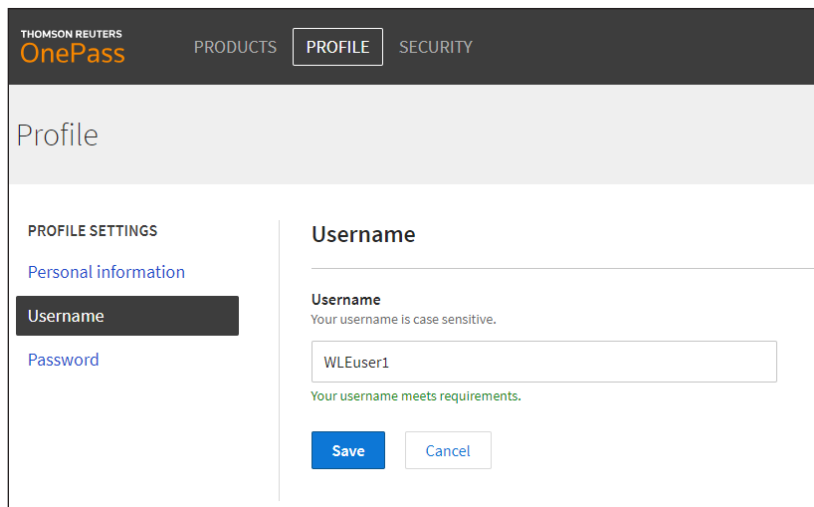 THOMSON REUTERS
OnePass
PRODUCTS PROFILE SECURITY
Profile
PROFILE SETTINGS
Personal information
Username
Password
Username
Username
Your username is case sensitive.
WLEuser1
Your username meets requirements.
Save Cancel